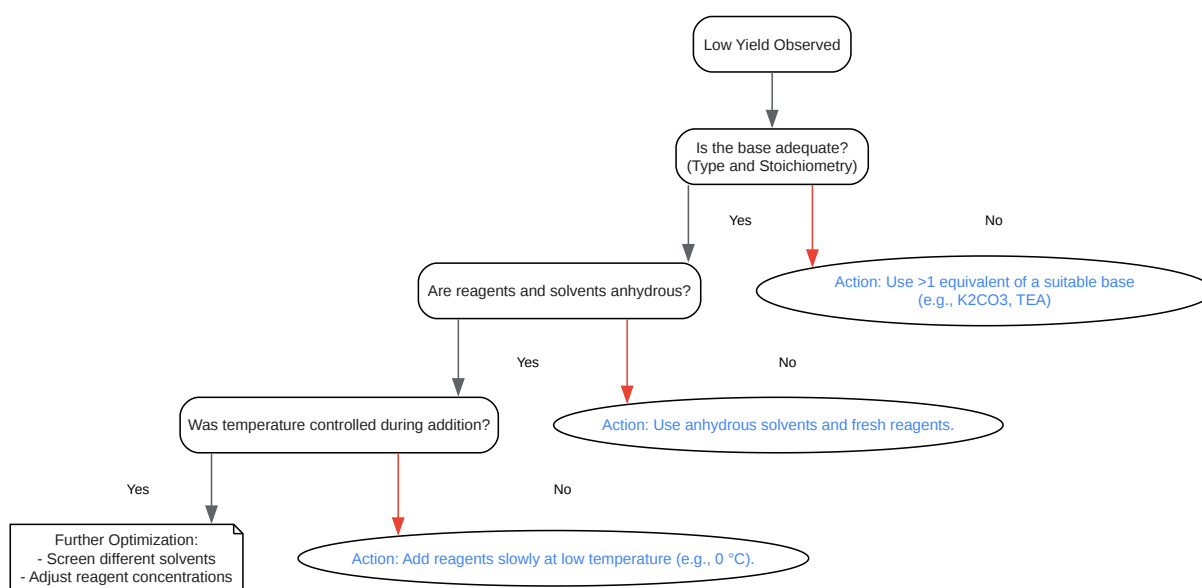 Low Yield Observed
Is the base adequate?
(Type and Stoichiometry)
Yes
No
Are reagents and solvents anhydrous?
Action: Use >1 equivalent of a suitable base
(e.g., K2CO3, TEA)
Yes
No
Was temperature controlled during addition?
Action: Use anhydrous solvents and fresh reagents.
Yes
No
Further Optimization:
- Screen different solvents
- Adjust reagent concentrations
Action: Add reagents slowly at low temperature (e.g., 0 °C).